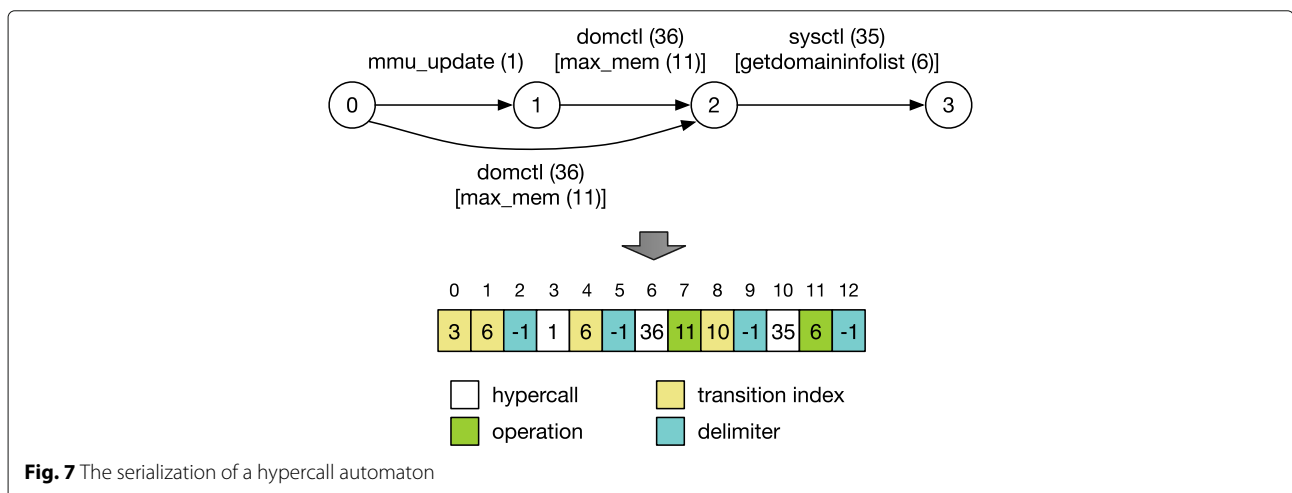 domctl (36)
sysctl (35)
mmu_update (1)
[max_mem (11)]
[getdomaininfolist (6)]
0
1
2
3
domctl (36)
[max_mem (11)]
0 1 2 3 4 5 6 7 8 9 10 11 12
3 6 -1 1 6 -1 36 11 10 -1 35 6 -1
hypercall
transition index
operation
delimiter
Fig. 7 The serialization of a hypercall automaton